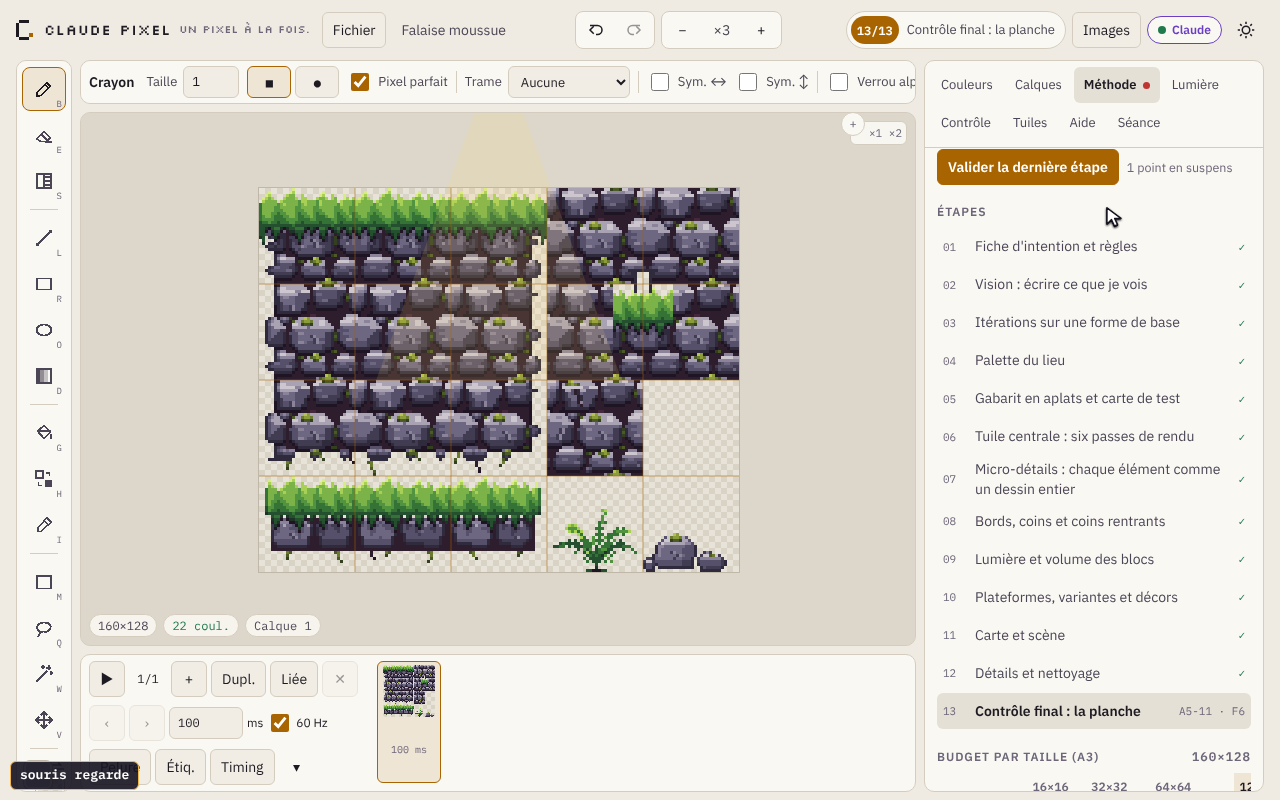 CLAUDE PIXEL UN PIXEL À LA FOIS.
Fichier
Falaise moussue
− ×3 +
13/13 Contrôle final : la planche
Images
Claude
Crayon Taille 1
Pixel parfait
Trame Aucune
Sym. ↔
Sym. ↕
Verrou alp
B
E
S
L
R
O
D
G
H
I
M
Q
W
V
+
×1 ×2
160×128
22 coul.
Calque 1
1/1
+
Dupl.
Liée
✕
‹
›
100 ms
60 Hz
Étiq.
Timing
▼
100 ms
souris regarde
Couleurs
Calques
Méthode
Lumière
Contrôle
Tuiles
Aide
Séance
Valider la dernière étape
1 point en suspens
ÉTAPES
01 Fiche d'intention et règles ✓
02 Vision : écrire ce que je vois ✓
03 Itérations sur une forme de base ✓
04 Palette du lieu ✓
05 Gabarit en aplats et carte de test ✓
06 Tuile centrale : six passes de rendu ✓
07 Micro-détails : chaque élément comme
un dessin entier ✓
08 Bords, coins et coins rentrants ✓
09 Lumière et volume des blocs ✓
10 Plateformes, variantes et décors ✓
11 Carte et scène ✓
12 Détails et nettoyage ✓
13 Contrôle final : la planche A5-11 · F6
BUDGET PAR TAILLE (A3) 160×128
16×16 32×32 64×64